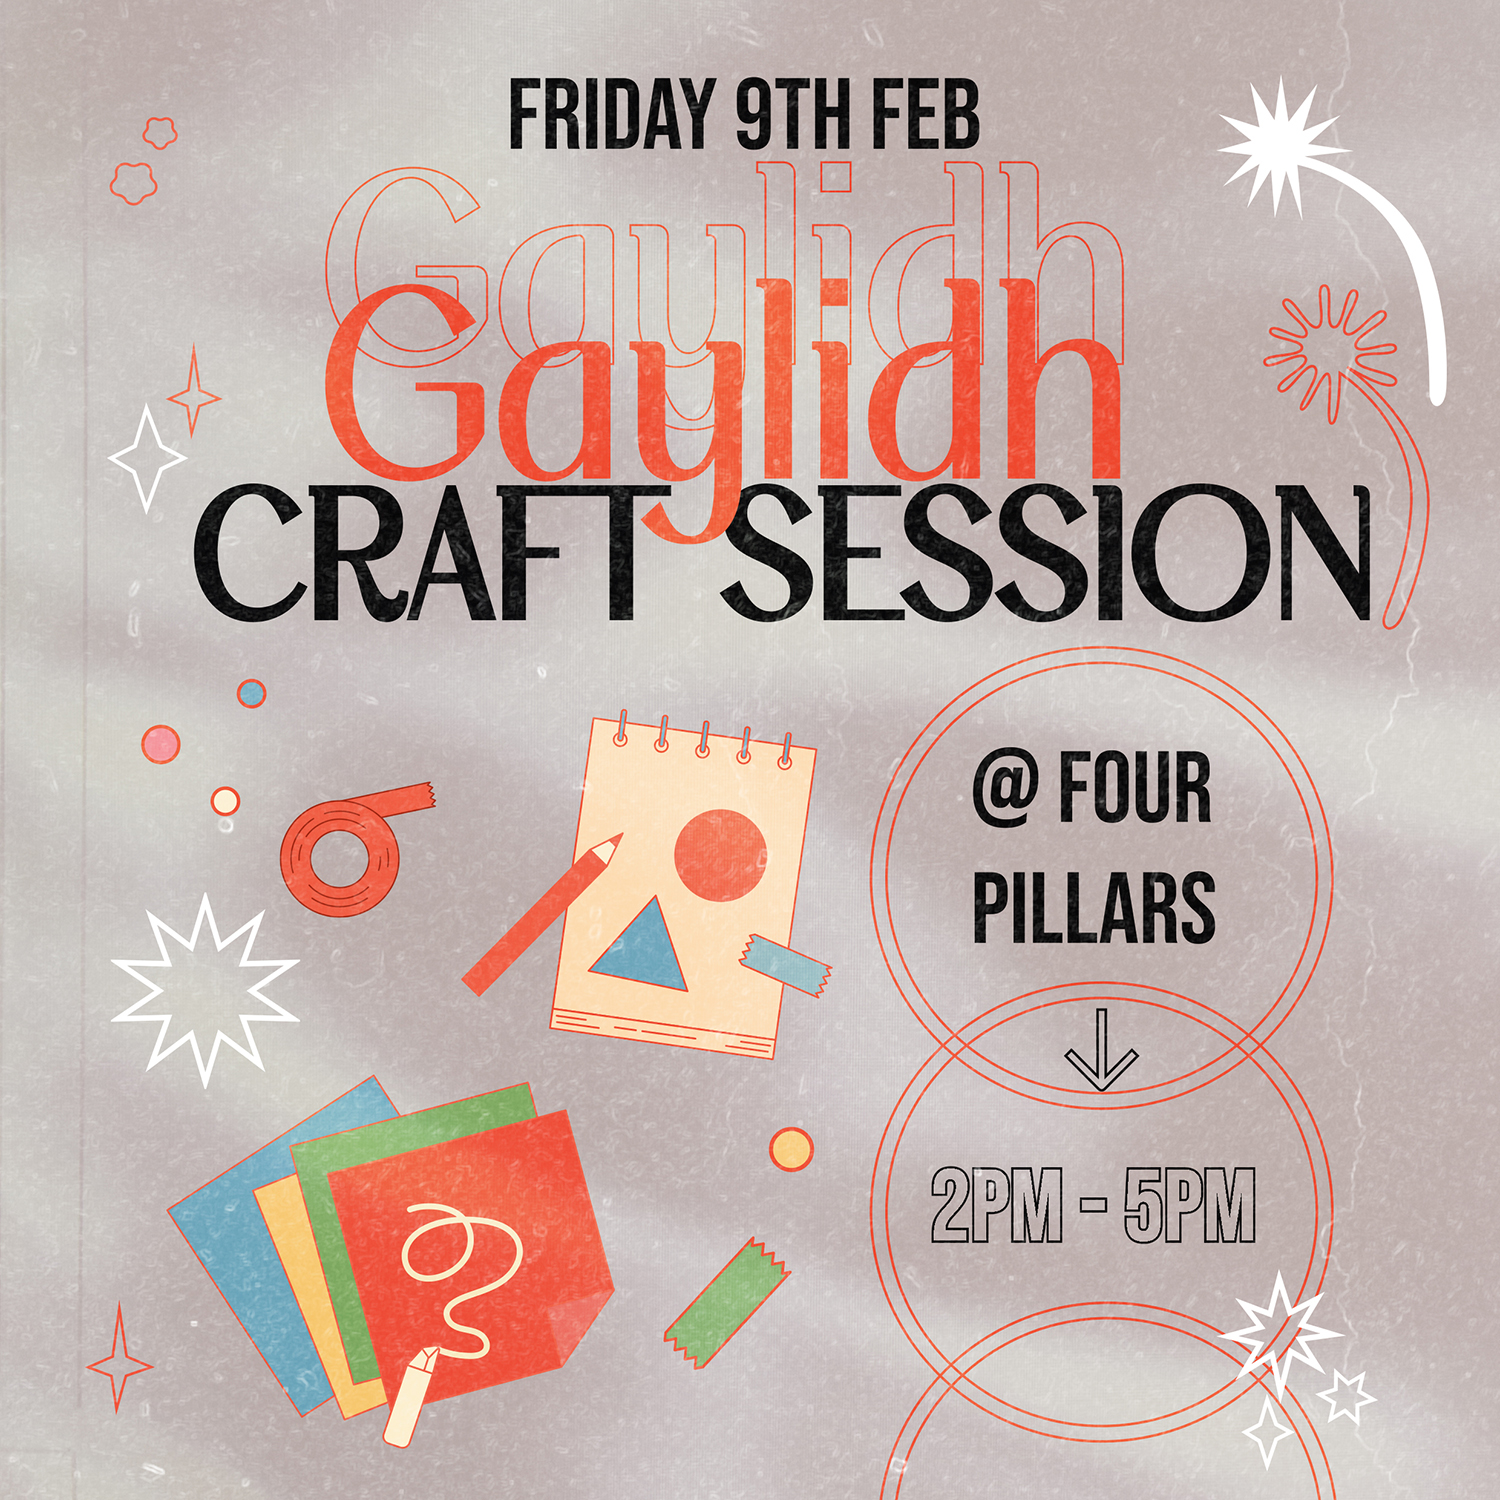 FRIDAY 9TH FEB
Gaylidh
Gaylidh
CRAFT SESSION
@ FOUR
PILLARS
2PM - 5PM